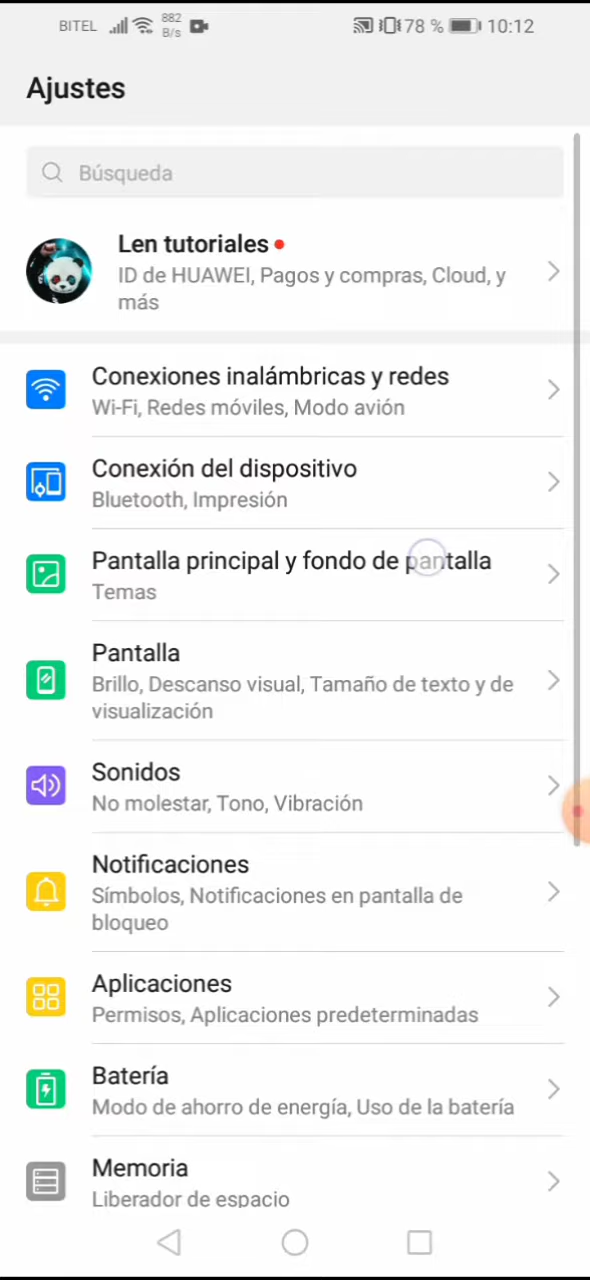 BITEL 882 B/s 78 % 10:12
Ajustes
Búsqueda
Len tutoriales
ID de HUAWEI, Pagos y compras, Cloud, y
más
Conexiones inalámbricas y redes
Wi-Fi, Redes móviles, Modo avión
Conexión del dispositivo
Bluetooth, Impresión
Pantalla principal y fondo de pantalla
Temas
Pantalla
Brillo, Descanso visual, Tamaño de texto y de
visualización
Sonidos
No molestar, Tono, Vibración
Notificaciones
Símbolos, Notificaciones en pantalla de
bloqueo
Aplicaciones
Permisos, Aplicaciones predeterminadas
Batería
Modo de ahorro de energía, Uso de la batería
Memoria
Liberador de espacio